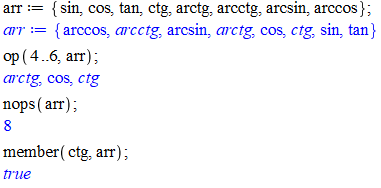 arr := {sin, cos, tan, ctg, arctg, arcctg, arcsin, arccos};
arr := {arccos, arcctg, arcsin, arctg, cos, ctg, sin, tan}
op(4..6, arr);
arctg, cos, ctg
nops(arr);
8
member(ctg, arr);
true